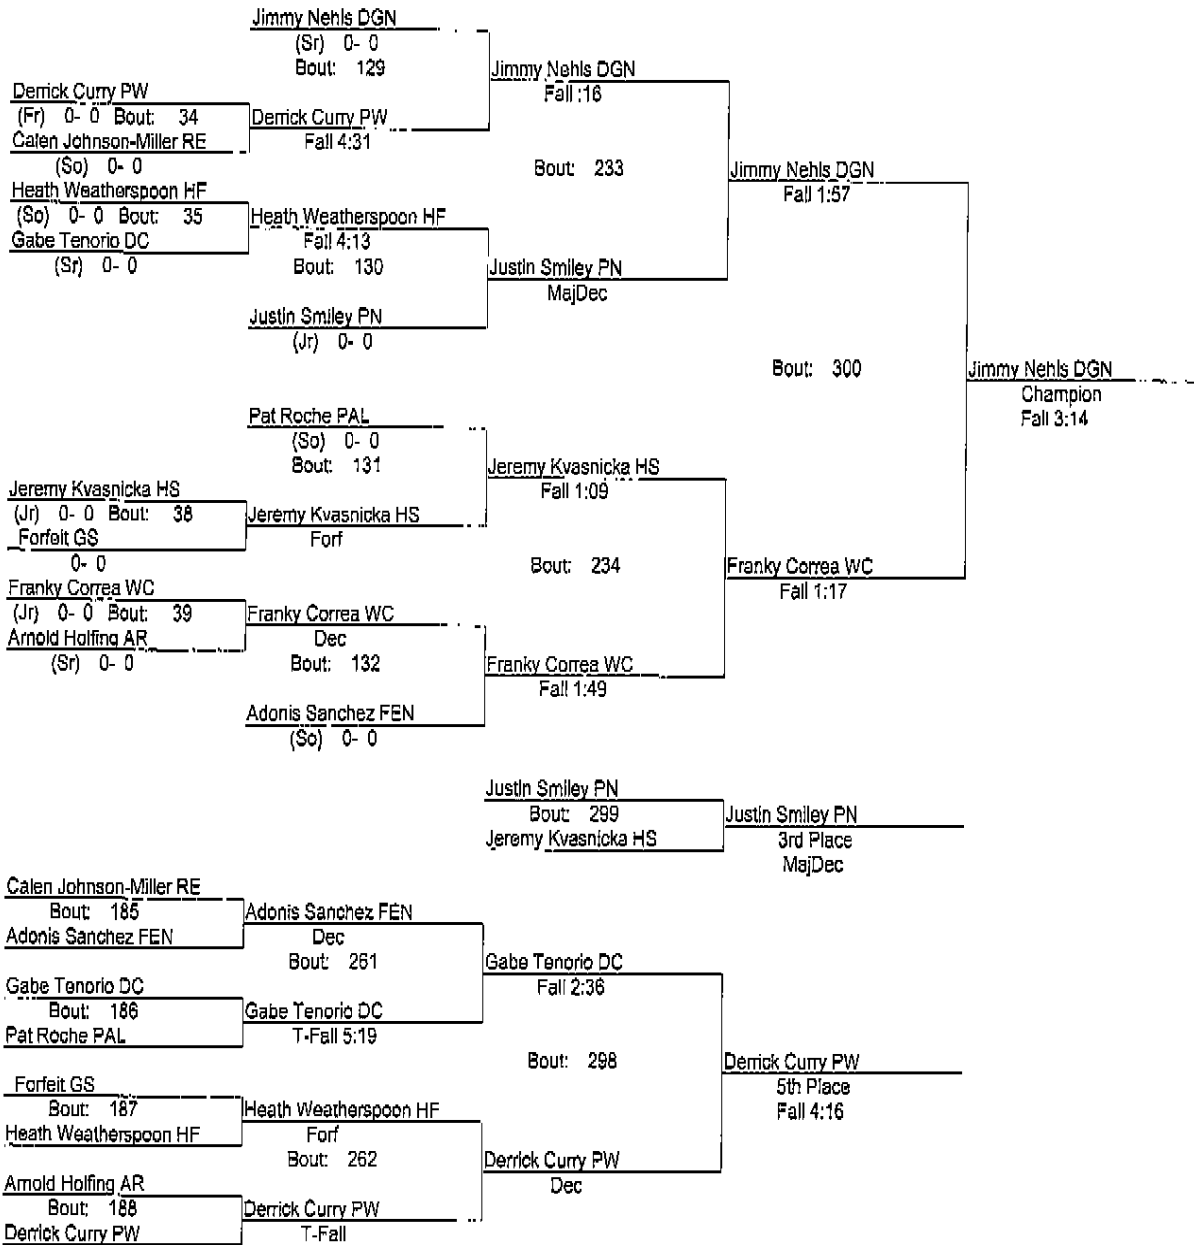 Jimmy Nehls DGN
(Sr) 0- 0
Bout: 129
Jimmy Nehls DGN
Fall :16
Derrick Curry PW
(Fr) 0- 0 Bout: 34
Derrick Curry PW
Fall 4:31
Calen Johnson-Miller RE
(So) 0- 0
Bout: 233
Jimmy Nehls DGN
Fall 1:57
Heath Weatherspoon HF
(So) 0- 0 Bout: 35
Heath Weatherspoon HF
Fall 4:13
Gabe Tenorio DC
(Sr) 0- 0
Bout: 130
Justin Smiley PN
MajDec
Justin Smiley PN
(Jr) 0- 0
Bout: 300
Jimmy Nehls DGN
Champion
Fall 3:14
Pat Roche PAL
(So) 0- 0
Bout: 131
Jeremy Kvasnicka HS
Fall 1:09
Jeremy Kvasnicka HS
(Jr) 0- 0 Bout: 38
Jeremy Kvasnicka HS
Forf
Forfeit GS
0- 0
Bout: 234
Franky Correa WC
Fall 1:17
Franky Correa WC
(Jr) 0- 0 Bout: 39
Franky Correa WC
Dec
Arnold Holfing AR
(Sr) 0- 0
Bout: 132
Franky Correa WC
Fall 1:49
Adonis Sanchez FEN
(So) 0- 0
Justin Smiley PN
Bout: 299
Justin Smiley PN
Jeremy Kvasnicka HS
3rd Place
MajDec
Calen Johnson-Miller RE
Bout: 185
Adonis Sanchez FEN
Adonis Sanchez FEN
Dec
Bout: 261
Gabe Tenorio DC
Fall 2:36
Gabe Tenorio DC
Bout: 186
Gabe Tenorio DC
Pat Roche PAL
T-Fall 5:19
Bout: 298
Derrick Curry PW
5th Place
Fall 4:16
Forfeit GS
Bout: 187
Heath Weatherspoon HF
Heath Weatherspoon HF
Forf
Bout: 262
Derrick Curry PW
Dec
Arnold Holfing AR
Bout: 188
Derrick Curry PW
Derrick Curry PW
T-Fall